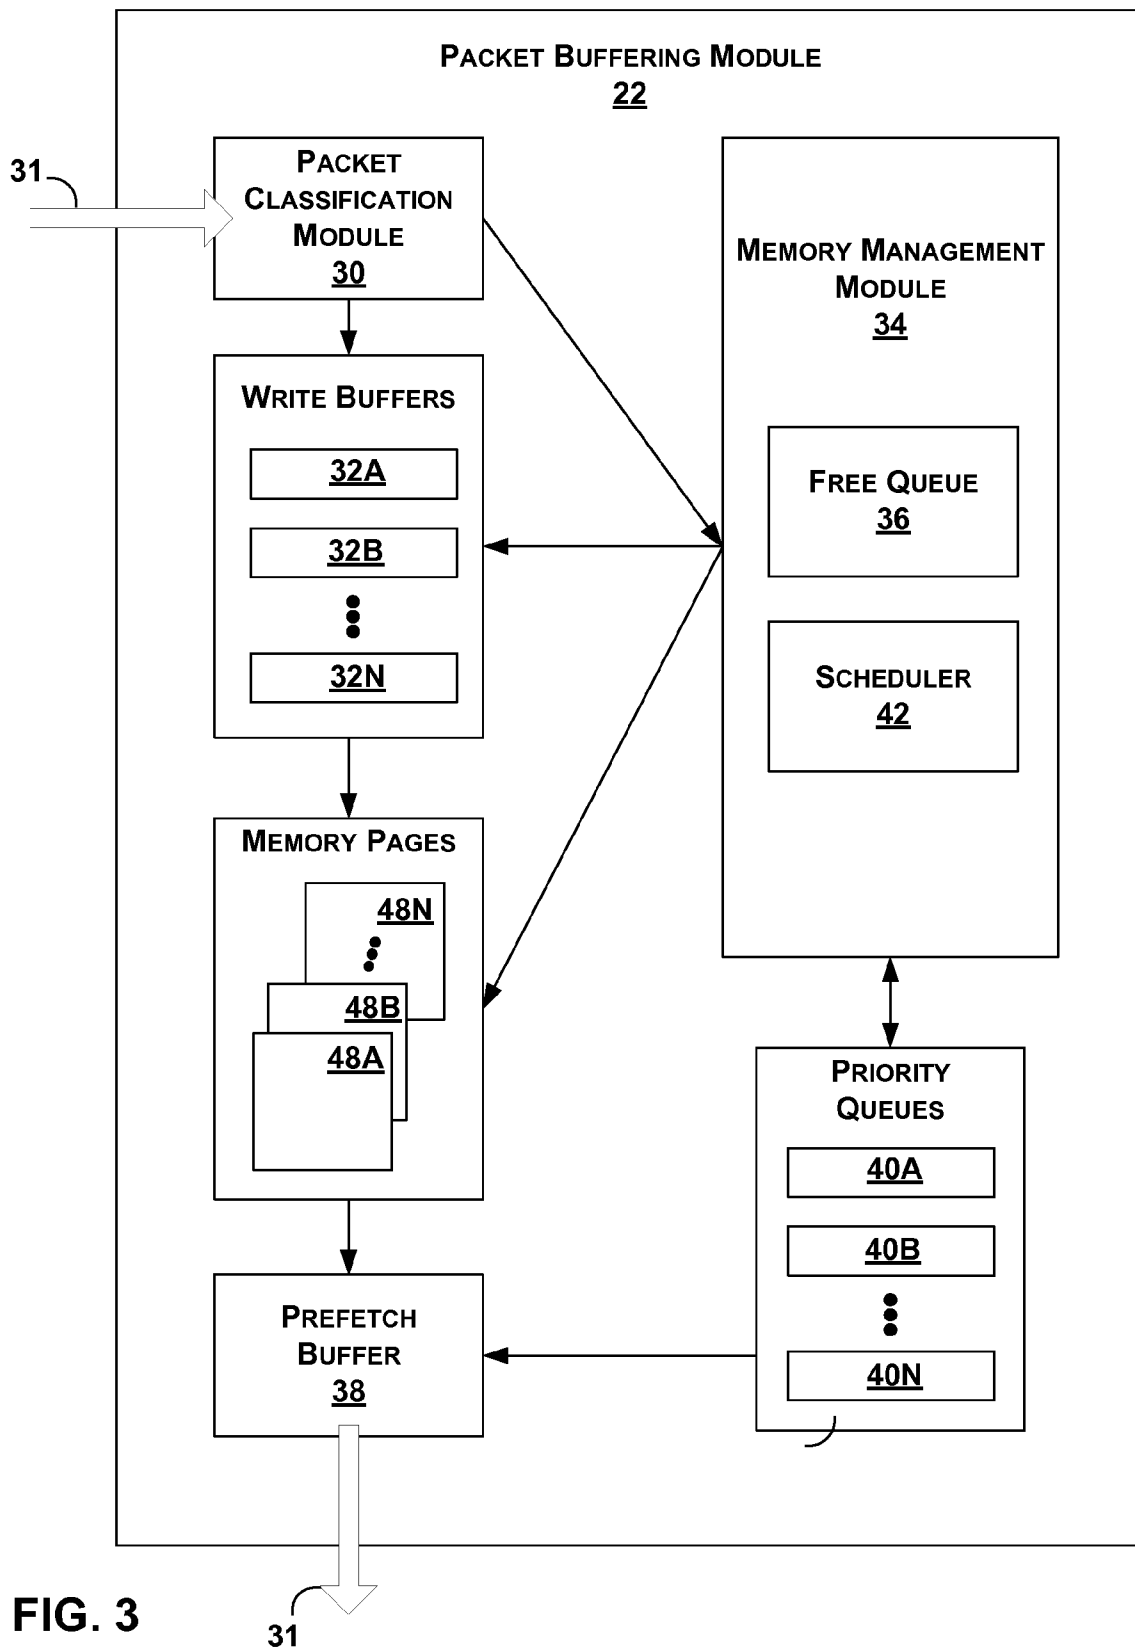 PACKET BUFFERING MODULE
22
31
PACKET
CLASSIFICATION
MODULE
30
WRITE BUFFERS
32A
32B
32N
MEMORY PAGES
48N
48B
48A
PREFETCH
BUFFER
38
MEMORY MANAGEMENT
MODULE
34
FREE QUEUE
36
SCHEDULER
42
PRIORITY
QUEUES
40A
40B
40N
31
FIG. 3